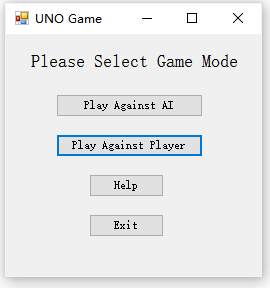 UNO Game
Please Select Game Mode
Play Against AI
Play Against Player
Help
Exit